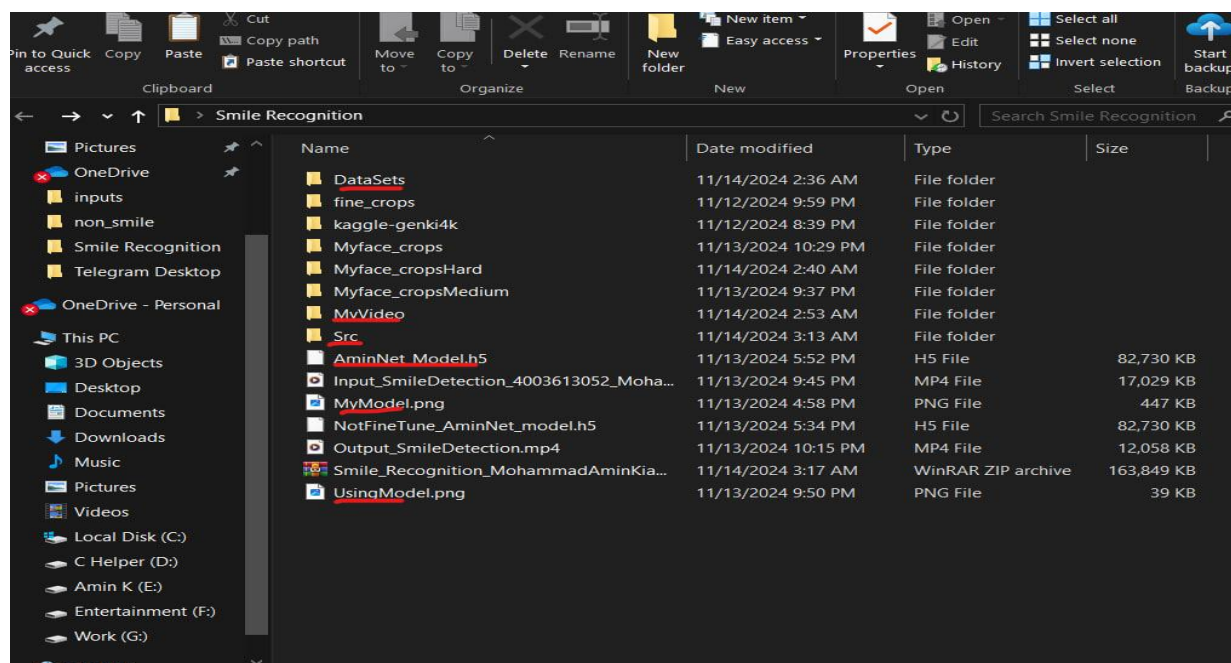 Cut
Copy path
Paste shortcut
Pin to Quick access
Copy
Paste
Clipboard
Move to
Copy to
Delete
Rename
New folder
Organize
New item
Easy access
New
Properties
Open
Edit
History
Open
Select all
Select none
Invert selection
Select
Start backup
Backup
Smile Recognition
Search Smile Recognition
Pictures
OneDrive
inputs
non_smile
Smile Recognition
Telegram Desktop
OneDrive - Personal
This PC
3D Objects
Desktop
Documents
Downloads
Music
Pictures
Videos
Local Disk (C:)
C Helper (D:)
Amin K (E:)
Entertainment (F:)
Work (G:)
Name Date modified Type Size
DataSets 11/14/2024 2:36 AM File folder
fine_crops 11/12/2024 9:59 PM File folder
kaggle-genki4k 11/12/2024 8:39 PM File folder
Myface_crops 11/13/2024 10:29 PM File folder
Myface_cropsHard 11/14/2024 2:40 AM File folder
Myface_cropsMedium 11/13/2024 9:37 PM File folder
MyVideo 11/14/2024 2:53 AM File folder
Src 11/14/2024 3:13 AM File folder
AminNet_Model.h5 11/13/2024 5:52 PM H5 File 82,730 KB
Input_SmileDetection_4003613052_Moha... 11/13/2024 9:45 PM MP4 File 17,029 KB
MyModel.png 11/13/2024 4:58 PM PNG File 447 KB
NotFineTune_AminNet_model.h5 11/13/2024 5:34 PM H5 File 82,730 KB
Output_SmileDetection.mp4 11/13/2024 10:15 PM MP4 File 12,058 KB
Smile_Recognition_MohammadAminKia... 11/14/2024 3:17 AM WinRAR ZIP archive 163,849 KB
UsingModel.png 11/13/2024 9:50 PM PNG File 39 KB